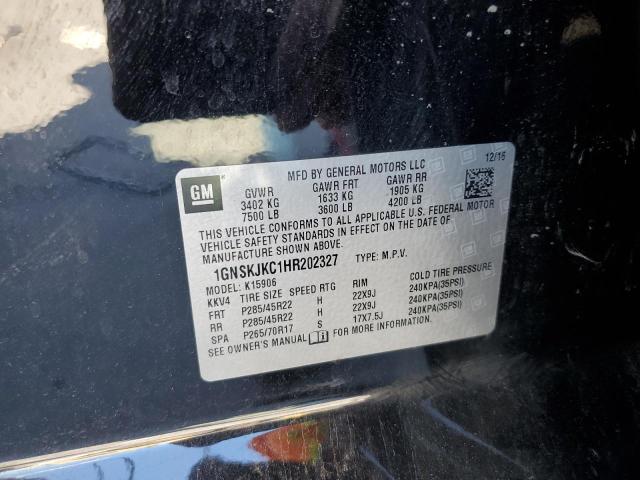 MFD BY GENERAL MOTORS LLC 12/16
GM
GVWR GAWR FRT GAWR RR
3402 KG 1633 KG 1905 KG
7500 LB 3600 LB 4200 LB
THIS VEHICLE CONFORMS TO ALL APPLICABLE U.S. FEDERAL MOTOR
VEHICLE SAFETY STANDARDS IN EFFECT ON THE DATE OF
MANUFACTURE SHOWN ABOVE.
1GNSKJKC1HR202327 TYPE: M.P.V.
MODEL: K15906
KKV4 TIRE SIZE SPEED RTG RIM COLD TIRE PRESSURE
FRT P285/45R22 H 22X9J 240KPA(35PSI)
RR P285/45R22 H 22X9J 240KPA(35PSI)
SPA P265/70R17 S 17X7.5J 240KPA(35PSI)
SEE OWNER'S MANUAL FOR MORE INFORMATION.